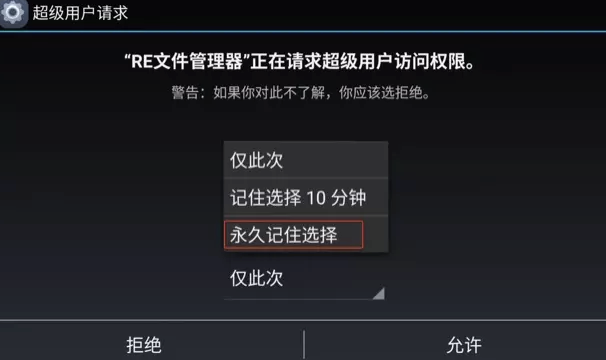 超级用户请求
“RE文件管理器”正在请求超级用户访问权限。
警告：如果你对此不了解，你应该选拒绝。
仅此次
记住选择 10 分钟
永久记住选择
仅此次
拒绝
允许